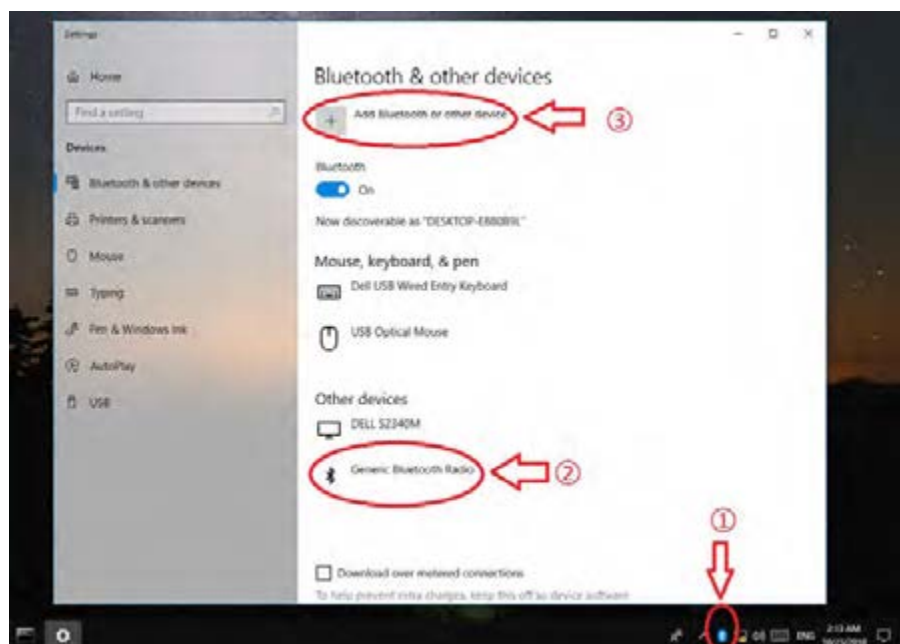 Settings
Home
Find a setting
Devices
Bluetooth & other devices
Printers & scanners
Mouse
Typing
Pen & Windows Ink
AutoPlay
USB
Bluetooth & other devices
Add Bluetooth or other device
③
Bluetooth
On
Now discoverable as
Mouse, keyboard, & pen
Dell USB Wired Entry Keyboard
USB Optical Mouse
Other devices
DELL S2340M
Generic Bluetooth Radio
②
①
Download over metered connections
To help prevent extra charges, keep this off so device software
ENG
2:13 AM